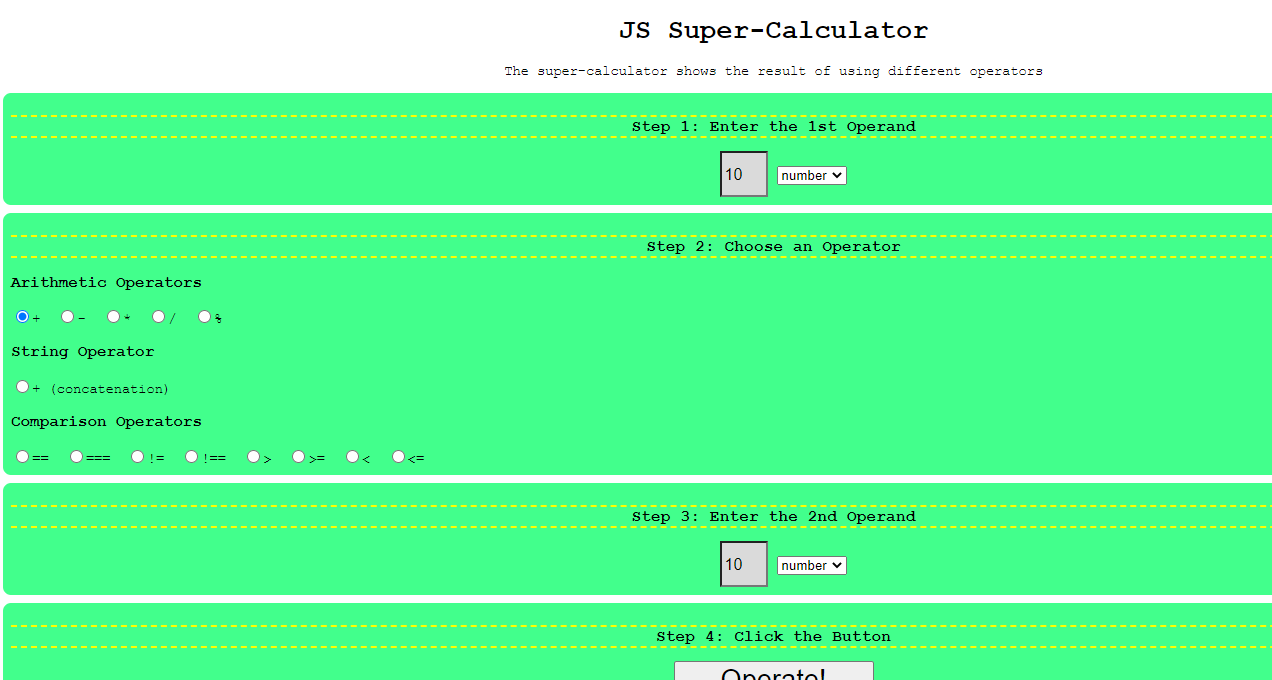 JS Super-Calculator
The super-calculator shows the result of using different operators
Step 1: Enter the 1st Operand
10 number
Step 2: Choose an Operator
Arithmetic Operators
+ - * / %
String Operator
+ (concatenation)
Comparison Operators
== === != !== > >= < <=
Step 3: Enter the 2nd Operand
10 number
Step 4: Click the Button
Operate!